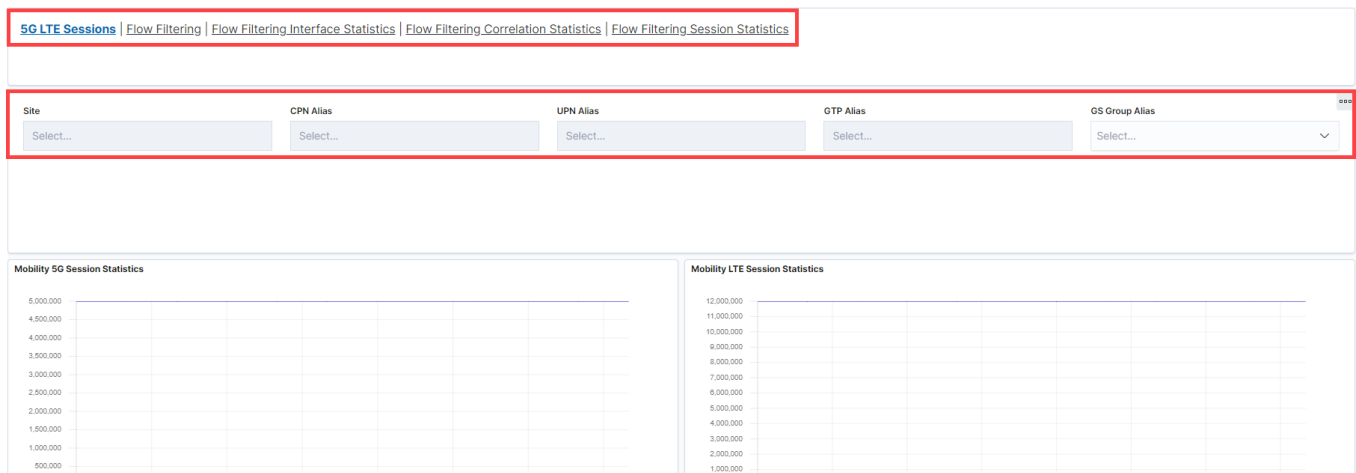 5G LTE Sessions | Flow Filtering | Flow Filtering Interface Statistics | Flow Filtering Correlation Statistics | Flow Filtering Session Statistics
Site
CPN Alias
UPN Alias
GTP Alias
GS Group Alias
Select...
Select...
Select...
Select...
Select...
Mobility 5G Session Statistics
5,000,000
4,500,000
4,000,000
3,500,000
3,000,000
2,500,000
2,000,000
1,500,000
1,000,000
500,000
Mobility LTE Session Statistics
12,000,000
11,000,000
10,000,000
9,000,000
8,000,000
7,000,000
6,000,000
5,000,000
4,000,000
3,000,000
2,000,000
1,000,000